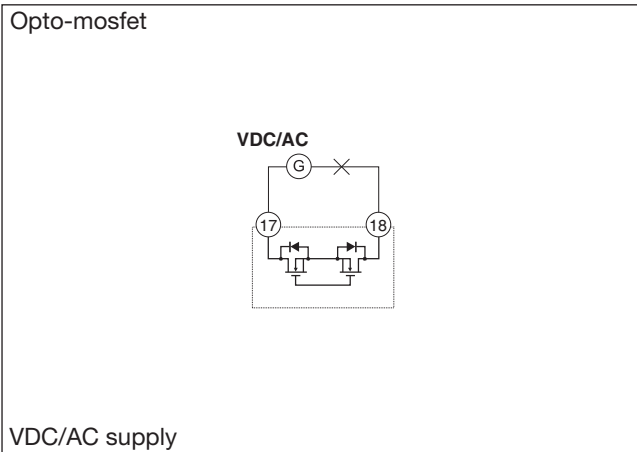 Opto-mosfet
VDC/AC
G
17 18
VDC/AC supply